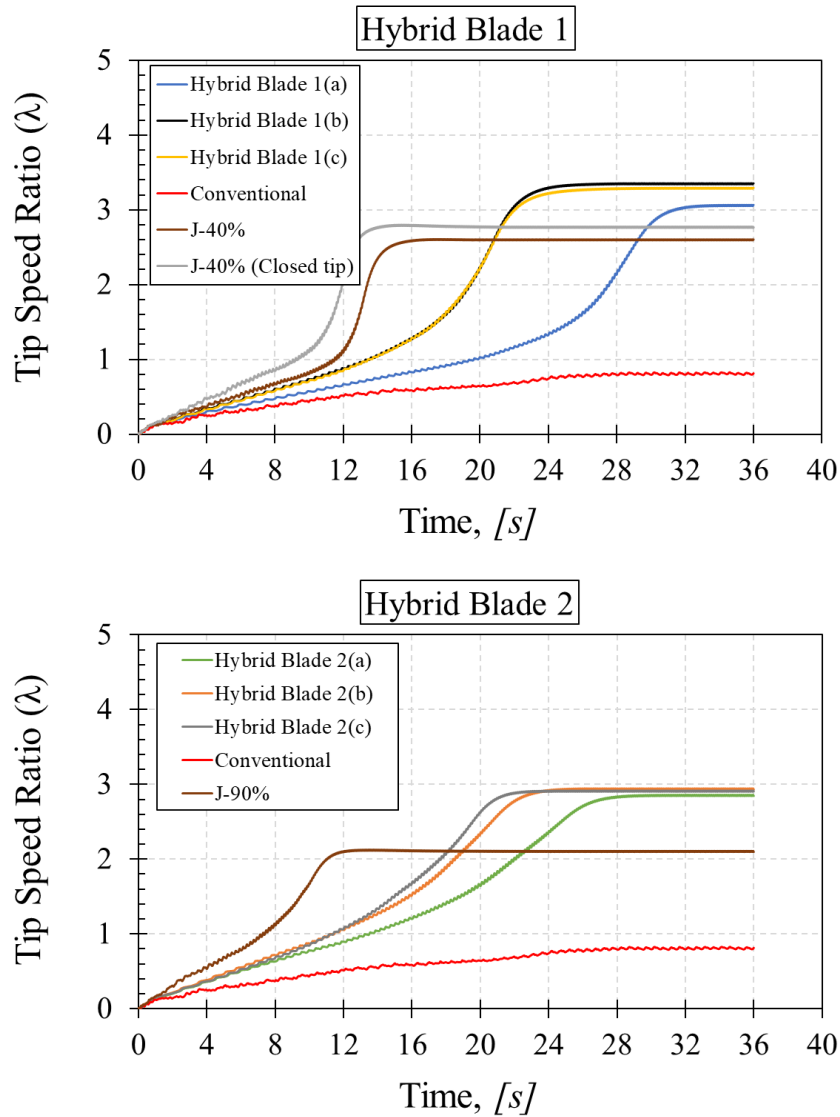 Hybrid Blade 1
5
4
3
2
1
0
Tip Speed Ratio (λ)
Hybrid Blade 1(a)
Hybrid Blade 1(b)
Hybrid Blade 1(c)
Conventional
J-40%
J-40% (Closed tip)
0 4 8 12 16 20 24 28 32 36 40
Time, [s]
Hybrid Blade 2
5
4
3
2
1
0
Tip Speed Ratio (λ)
Hybrid Blade 2(a)
Hybrid Blade 2(b)
Hybrid Blade 2(c)
Conventional
J-90%
0 4 8 12 16 20 24 28 32 36 40
Time, [s]